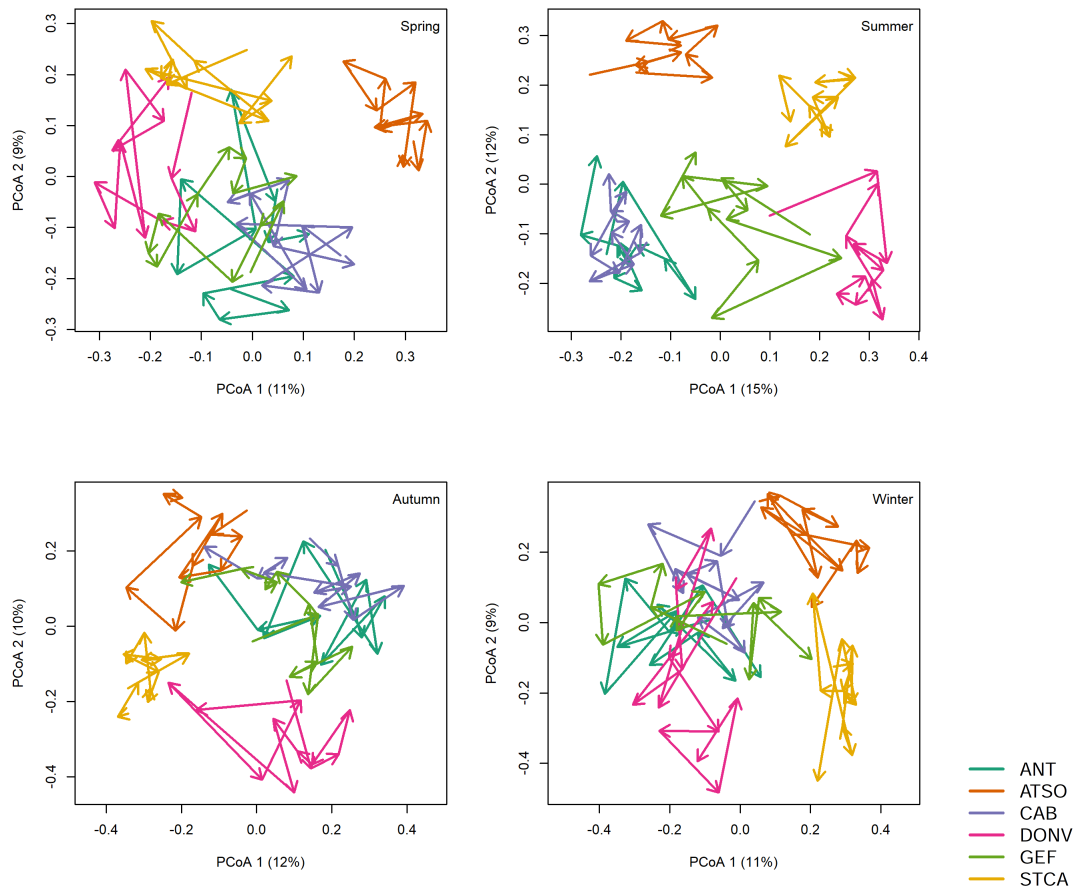 Spring
0.3
0.2
0.1
0.0
-0.1
-0.2
-0.3
PCoA 2 (9%)
-0.3 -0.2 -0.1 0.0 0.1 0.2 0.3
PCoA 1 (11%)
Summer
0.3
0.2
0.1
0.0
-0.1
-0.2
PCoA 2 (12%)
-0.3 -0.2 -0.1 0.0 0.1 0.2 0.3 0.4
PCoA 1 (15%)
Autumn
0.2
0.0
-0.2
-0.4
PCoA 2 (10%)
-0.4 -0.2 0.0 0.2 0.4
PCoA 1 (12%)
Winter
0.2
0.0
-0.2
-0.4
PCoA 2 (9%)
-0.4 -0.2 0.0 0.2 0.4
PCoA 1 (11%)
ANT
ATSO
CAB
DONV
GEF
STCA